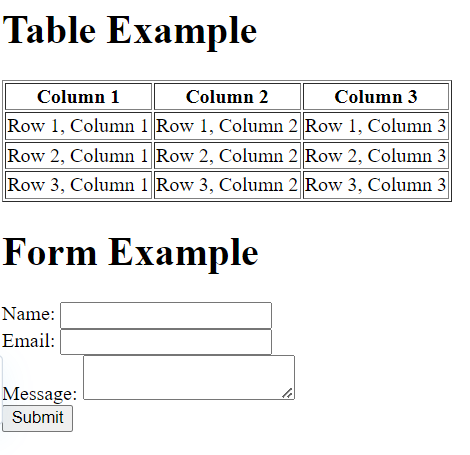 Table Example
Column 1 Column 2 Column 3
Row 1, Column 1 Row 1, Column 2 Row 1, Column 3
Row 2, Column 1 Row 2, Column 2 Row 2, Column 3
Row 3, Column 1 Row 3, Column 2 Row 3, Column 3
Form Example
Name:
Email:
Message:
Submit